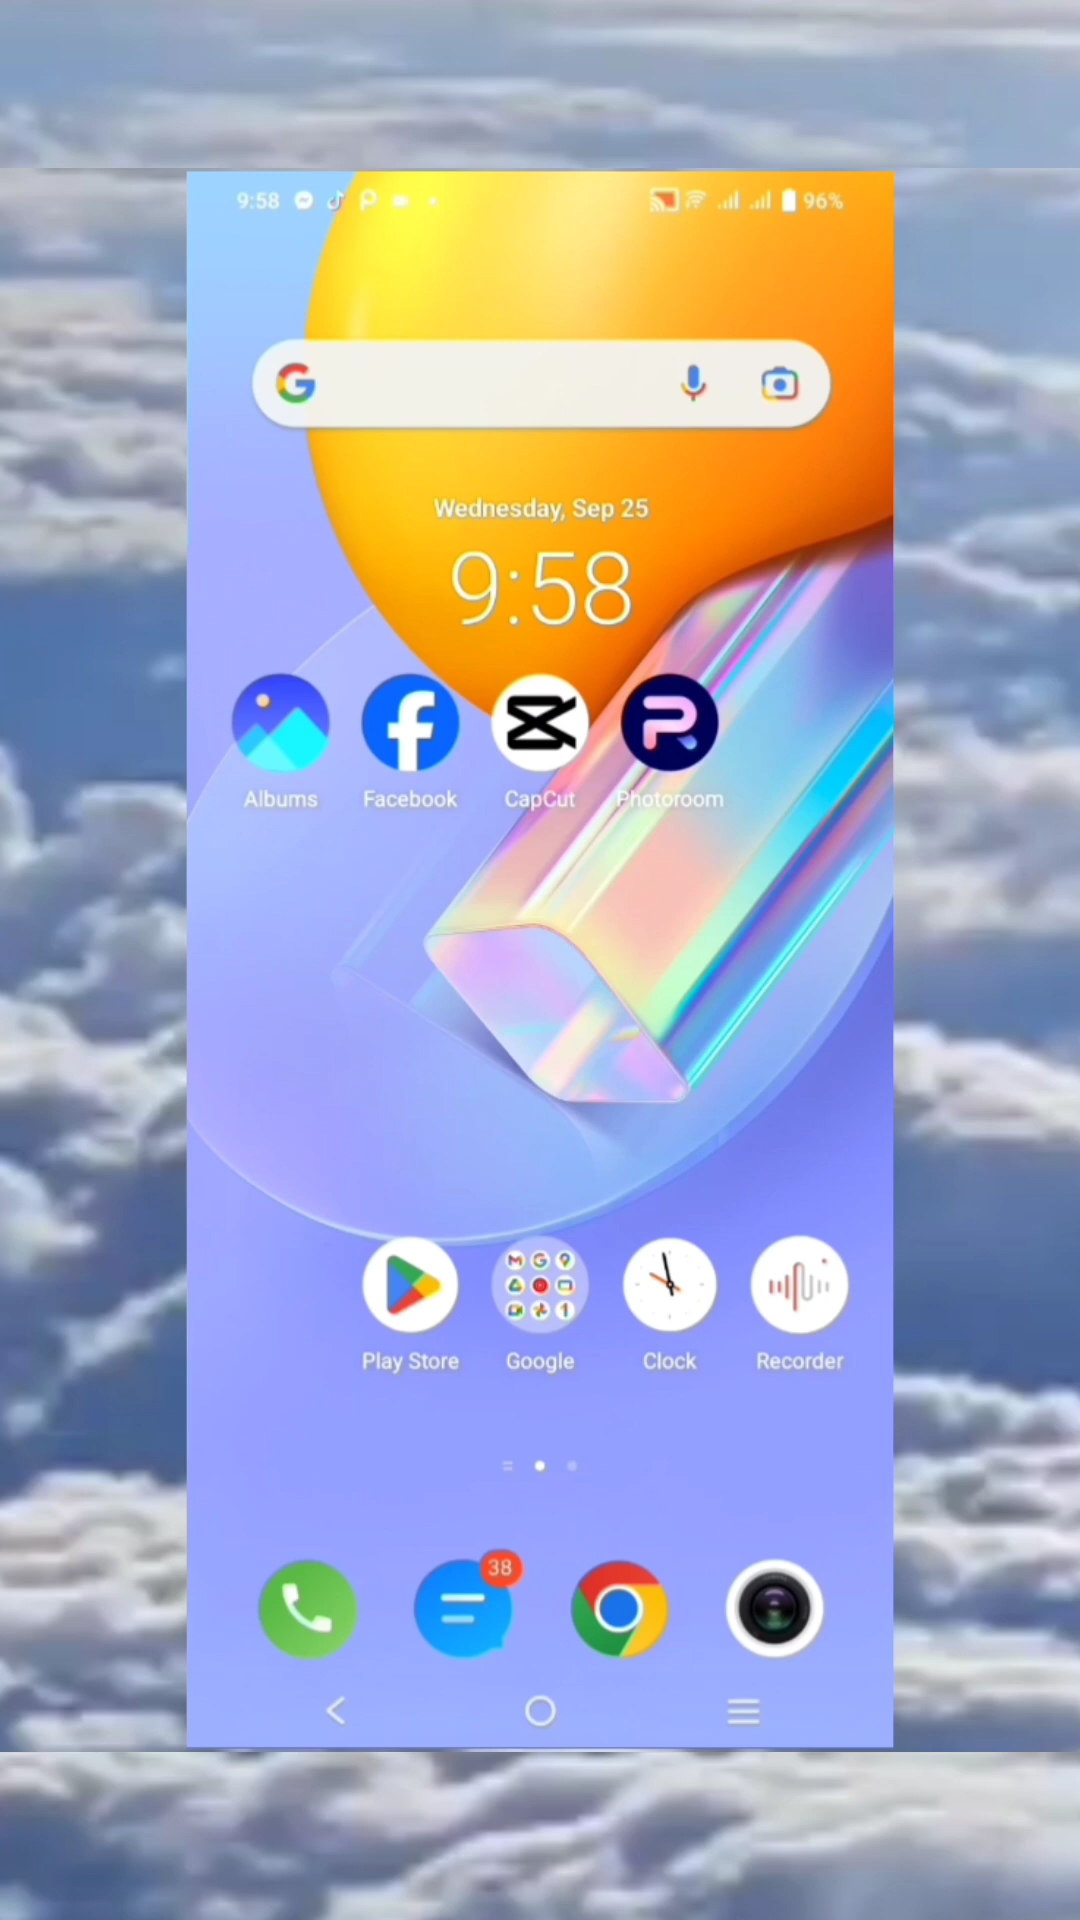 9:58 96%
Wednesday, Sep 25
9:58
Albums Facebook CapCut Photoroom
Play Store Google Clock Recorder
38